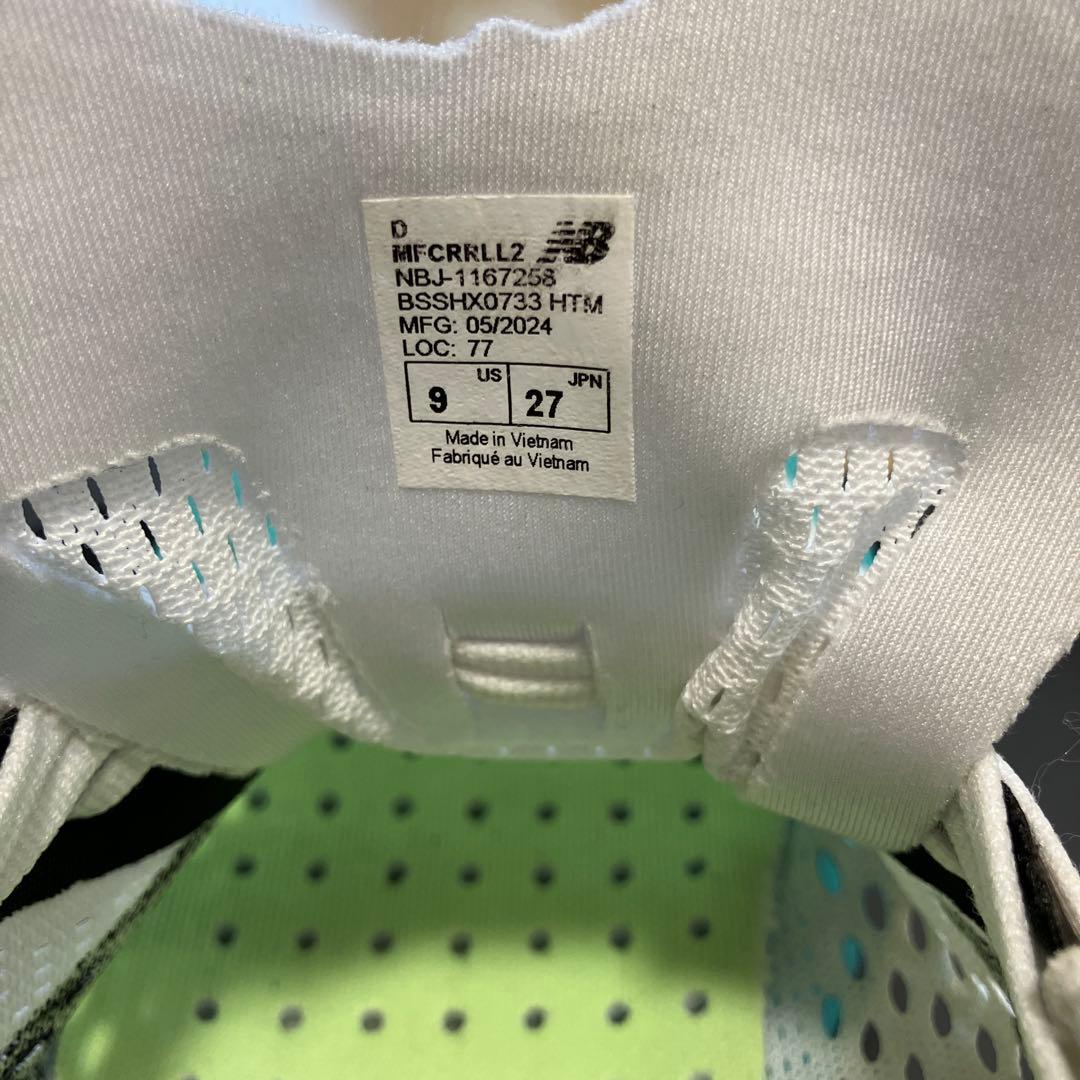 D
MFCRRLL2 NB
NBJ-1167258
BSSHX0733 HTM
MFG: 05/2024
LOC: 77
9 US 27 JPN
Made in Vietnam
Fabriqué au Vietnam